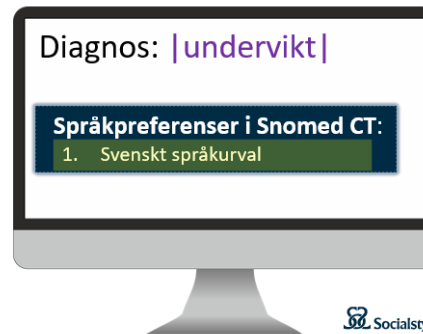 Diagnos: |undervikt|
Språkpreferenser i Snomed CT:
1. Svenskt språkurval